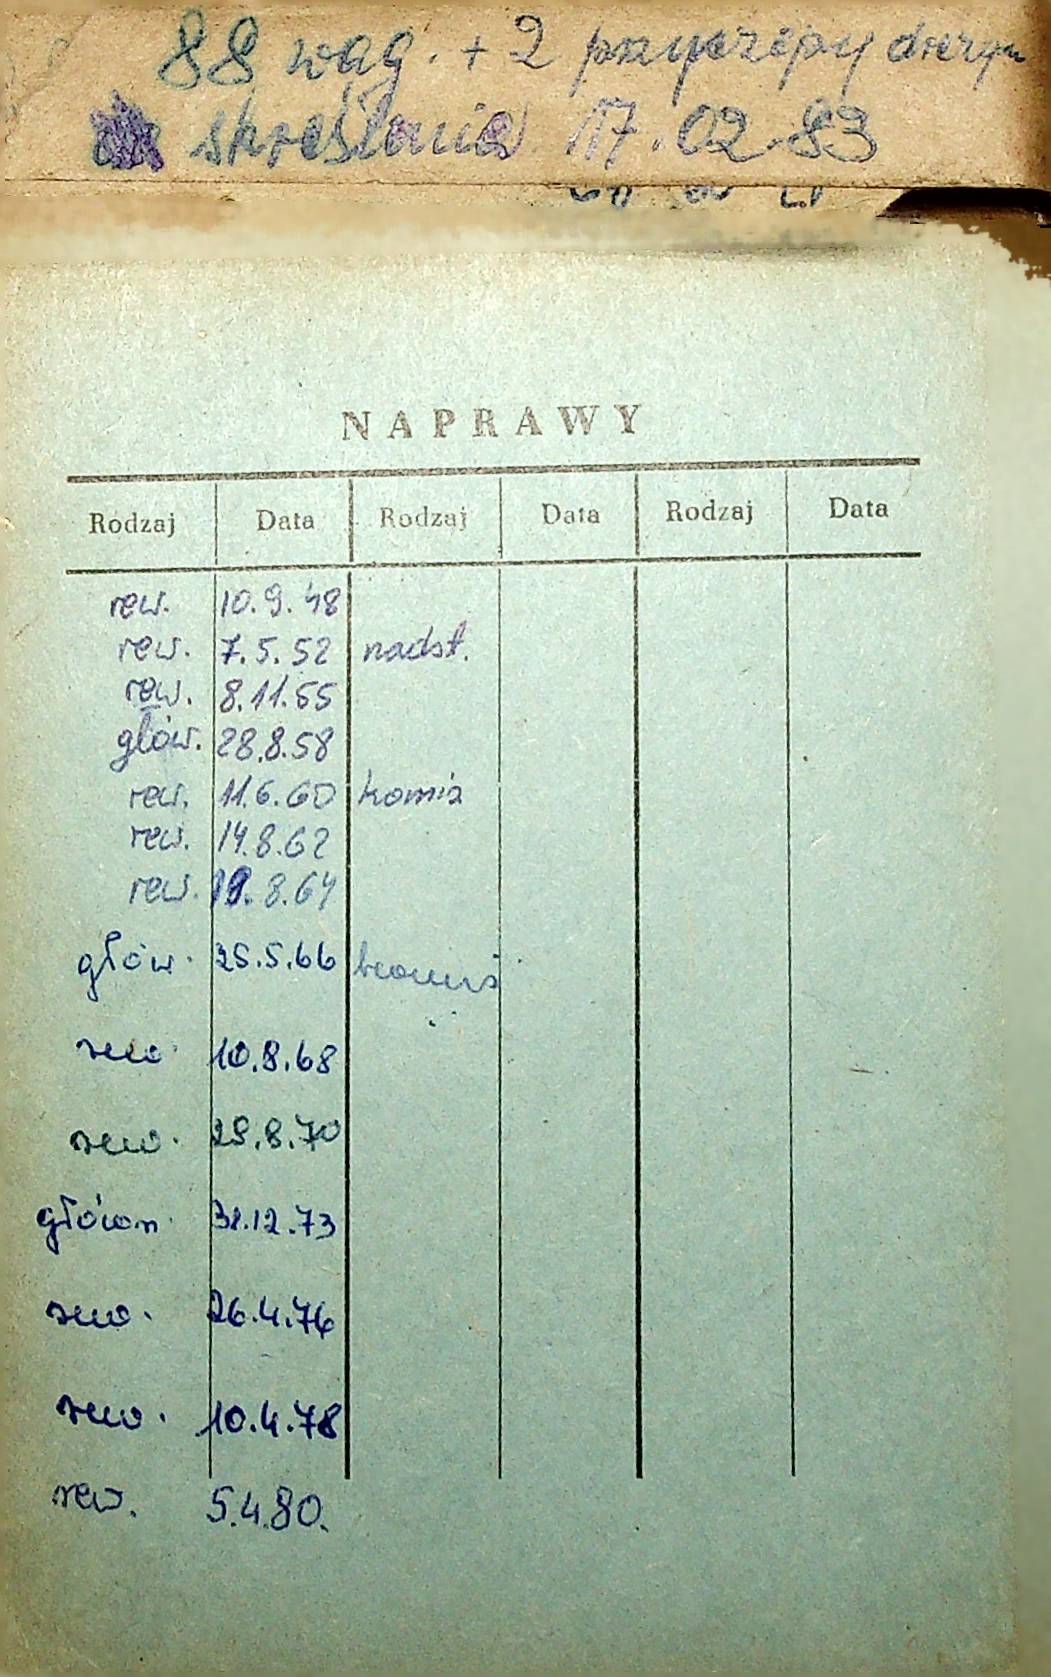 88 wag. + 2 przyczepy
skreślenia 17.02.83
NAPRAWY
Rodzaj Data Rodzaj Data Rodzaj Data
rew. 10.9.48
rew. 7.5.52 nadst.
rew. 8.11.55
głów. 28.8.58
rew. 11.6.60 komis
rew. 14.8.62
rew. 8.64
głów. 25.5.66 komis
rew. 10.8.68
rew. 8.70
główn. 31.12.73
rew. 26.4.76
rew. 10.4.78
rew. 5.4.80.